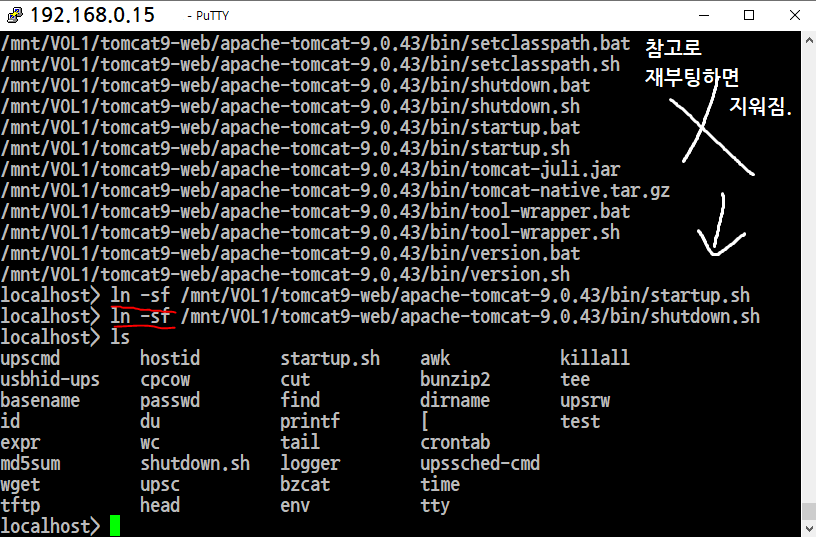 192.168.0.15 - PuTTY
/mnt/VOL1/tomcat9-web/apache-tomcat-9.0.43/bin/setclasspath.bat
/mnt/VOL1/tomcat9-web/apache-tomcat-9.0.43/bin/setclasspath.sh
/mnt/VOL1/tomcat9-web/apache-tomcat-9.0.43/bin/shutdown.bat
/mnt/VOL1/tomcat9-web/apache-tomcat-9.0.43/bin/shutdown.sh
/mnt/VOL1/tomcat9-web/apache-tomcat-9.0.43/bin/startup.bat
/mnt/VOL1/tomcat9-web/apache-tomcat-9.0.43/bin/startup.sh
/mnt/VOL1/tomcat9-web/apache-tomcat-9.0.43/bin/tomcat-juli.jar
/mnt/VOL1/tomcat9-web/apache-tomcat-9.0.43/bin/tomcat-native.tar.gz
/mnt/VOL1/tomcat9-web/apache-tomcat-9.0.43/bin/tool-wrapper.bat
/mnt/VOL1/tomcat9-web/apache-tomcat-9.0.43/bin/tool-wrapper.sh
/mnt/VOL1/tomcat9-web/apache-tomcat-9.0.43/bin/version.bat
/mnt/VOL1/tomcat9-web/apache-tomcat-9.0.43/bin/version.sh
참고로
재부팅하면
지워짐.
localhost> ln -sf /mnt/VOL1/tomcat9-web/apache-tomcat-9.0.43/bin/startup.sh
localhost> ln -sf /mnt/VOL1/tomcat9-web/apache-tomcat-9.0.43/bin/shutdown.sh
localhost> ls
upscmd hostid startup.sh awk killall
usbhid-ups cpcow cut bunzip2 tee
basename passwd find dirname upsrw
id du printf [ test
expr wc tail crontab
md5sum shutdown.sh logger upssched-cmd
wget upsc bzcat time
tftp head env tty
localhost>